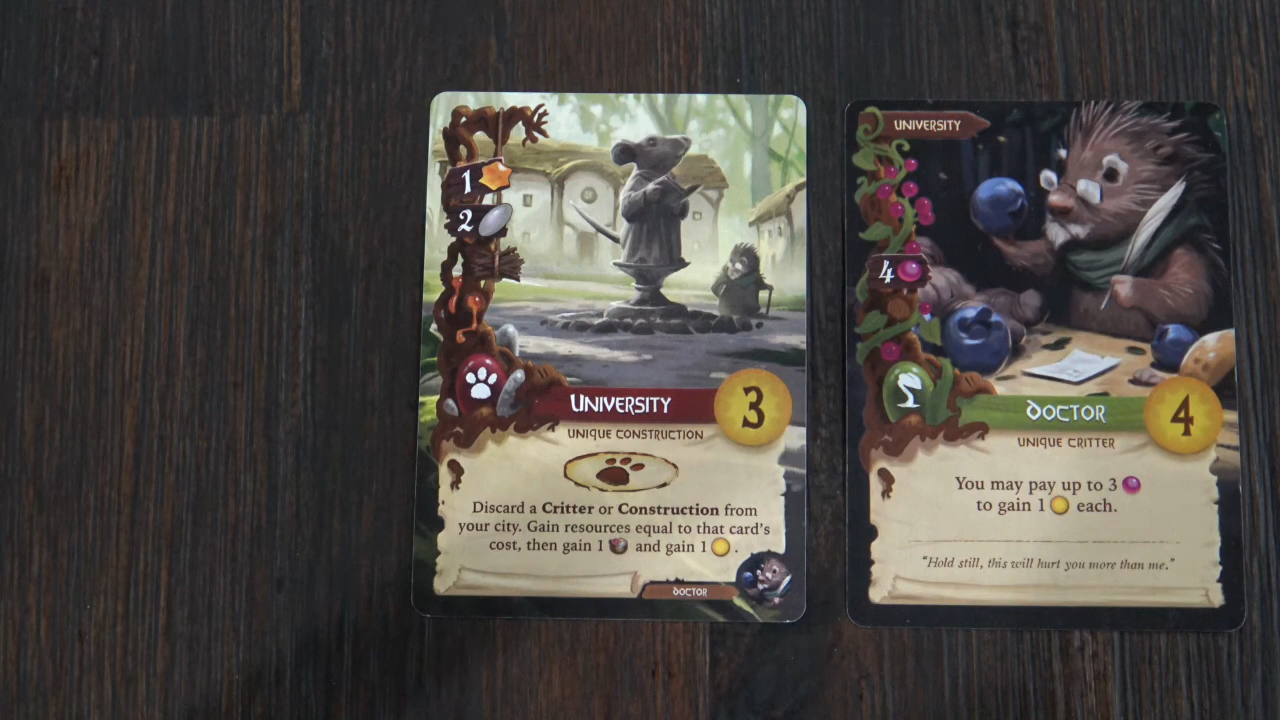 1
2
UNIVERSITY
3
UNIQUE CONSTRUCTION
Discard a Critter or Construction from
your city. Gain resources equal to that card's
cost, then gain 1 and gain 1 .
DOCTOR
UNIVERSITY
4
DOCTOR
4
UNIQUE CRITTER
You may pay up to 3
to gain 1 each.
"Hold still, this will hurt you more than me."